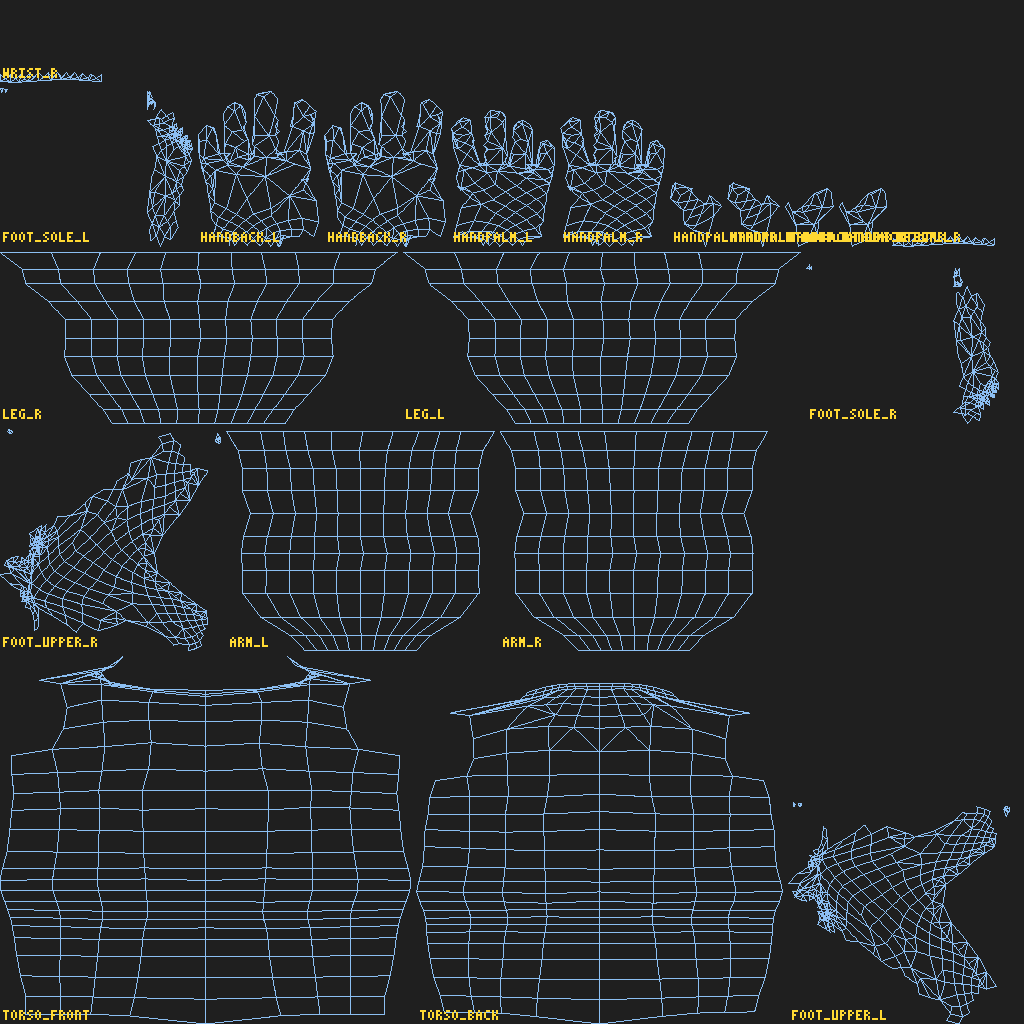 WRIST_R
FOOT_SOLE_L
HANDBACK_L
HANDBACK_R
HANDPALM_L
HANDPALM_R
LEG_R
LEG_L
FOOT_SOLE_R
FOOT_UPPER_R
ARM_L
ARM_R
TORSO_FRONT
TORSO_BACK
FOOT_UPPER_L